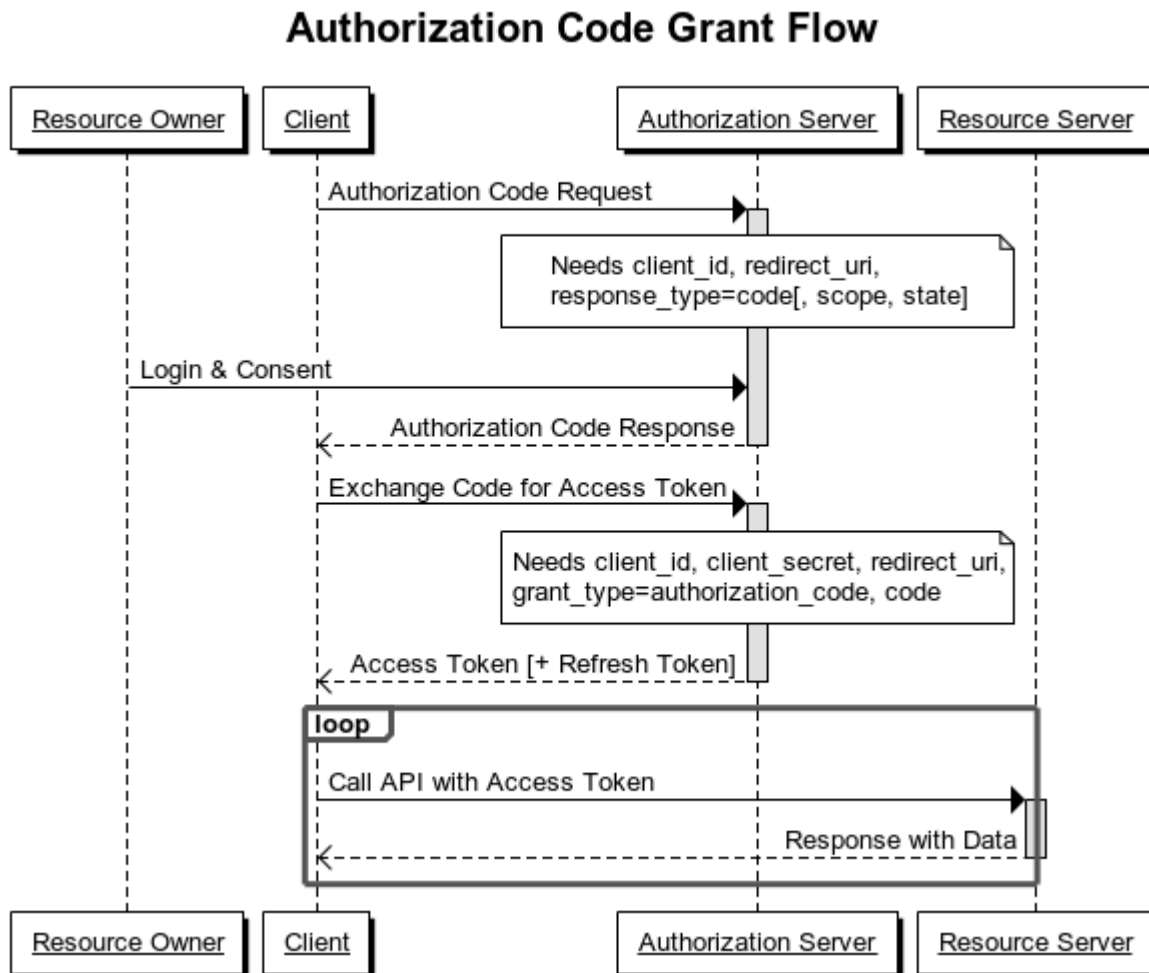 Authorization Code Grant Flow
Resource Owner
Client
Authorization Server
Resource Server
Authorization Code Request
Needs client_id, redirect_uri,
response_type=code[, scope, state]
Login & Consent
Authorization Code Response
Exchange Code for Access Token
Needs client_id, client_secret, redirect_uri,
grant_type=authorization_code, code
Access Token [+ Refresh Token]
loop
Call API with Access Token
Response with Data
Resource Owner
Client
Authorization Server
Resource Server